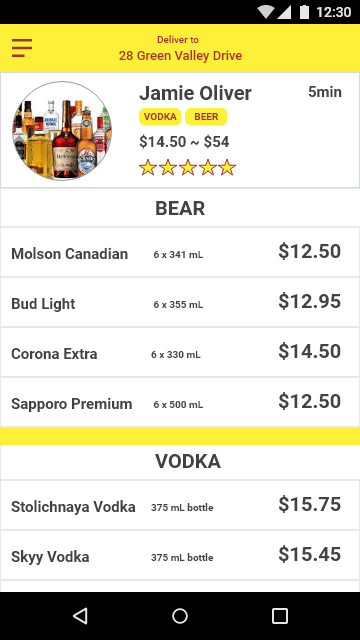 12:30
Deliver to
28 Green Valley Drive
Jamie Oliver 5min
VODKA BEER
$14.50 ~ $54
BEAR
Molson Canadian 6 x 341 mL $12.50
Bud Light 6 x 355 mL $12.95
Corona Extra 6 x 330 mL $14.50
Sapporo Premium 6 x 500 mL $12.50
VODKA
Stolichnaya Vodka 375 mL bottle $15.75
Skyy Vodka 375 mL bottle $15.45